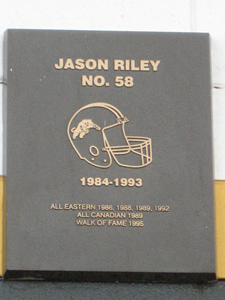 JASON RILEY
NO. 58
1984-1993
ALL EASTERN 1986, 1988, 1989, 1992
ALL CANADIAN 1989
WALK OF FAME 1995